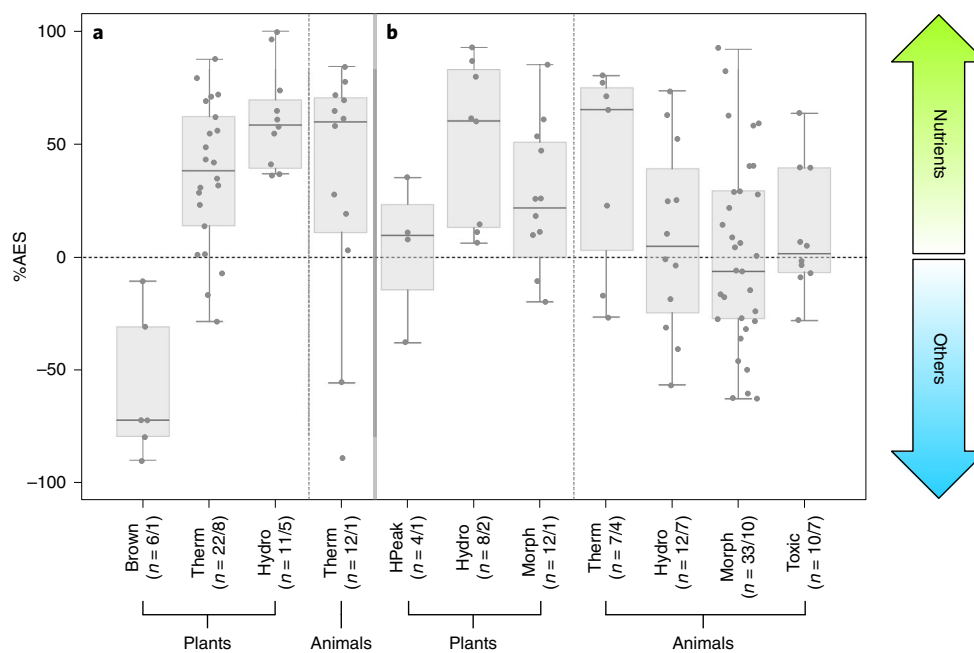 a
b
100
50
0
−50
−100
%AES
Nutrients
Others
Brown
(n = 6/1)
Therm
(n = 22/8)
Hydro
(n = 11/5)
Therm
(n = 12/1)
HPeak
(n = 4/1)
Hydro
(n = 8/2)
Morph
(n = 12/1)
Therm
(n = 7/4)
Hydro
(n = 12/7)
Morph
(n = 33/10)
Toxic
(n = 10/7)
Plants
Animals
Plants
Animals